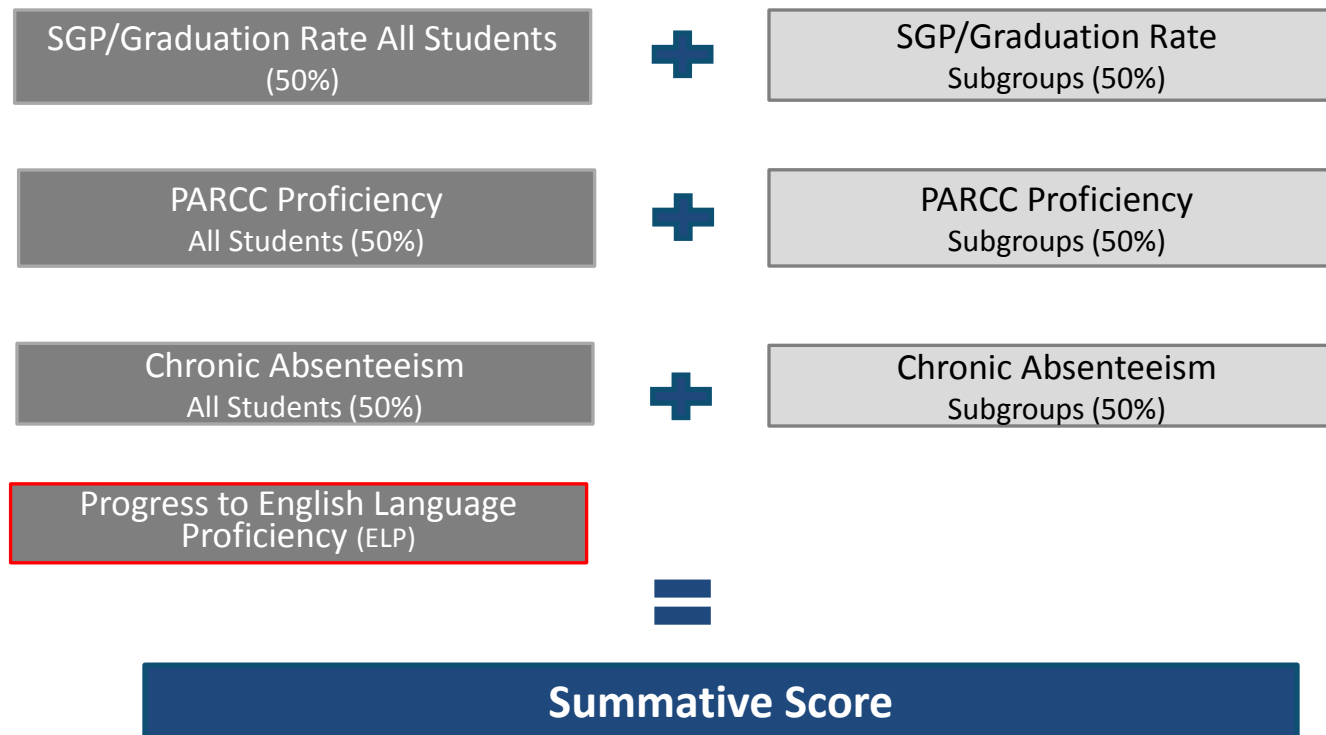 SGP/Graduation Rate All Students
(50%)
SGP/Graduation Rate
Subgroups (50%)
PARCC Proficiency
All Students (50%)
PARCC Proficiency
Subgroups (50%)
Chronic Absenteeism
All Students (50%)
Chronic Absenteeism
Subgroups (50%)
Progress to English Language
Proficiency (ELP)
Summative Score